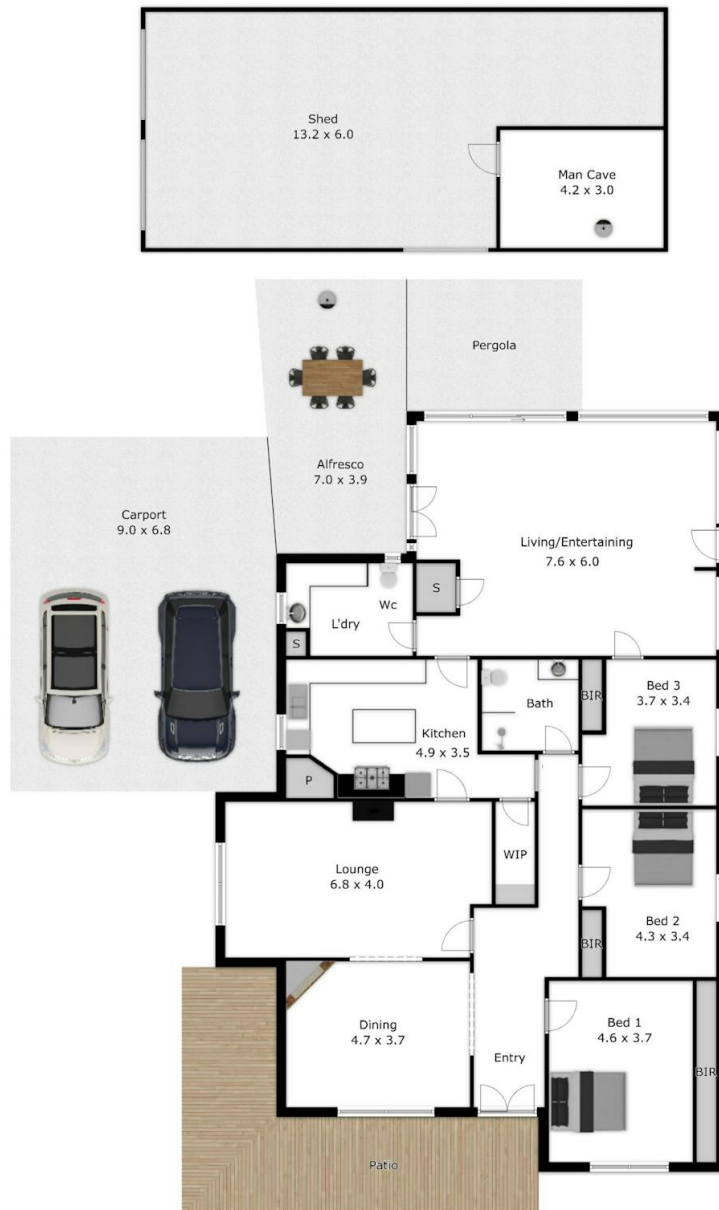 Shed
13.2 x 6.0
Man Cave
4.2 x 3.0
Pergola
Alfresco
7.0 x 3.9
Carport
9.0 x 6.8
Living/Entertaining
7.6 x 6.0
S
Wc
L'dry
S
Bed 3
3.7 x 3.4
BIR
Bath
Kitchen
4.9 x 3.5
P
WIP
Lounge
6.8 x 4.0
Bed 2
4.3 x 3.4
BIR
Dining
4.7 x 3.7
Bed 1
4.6 x 3.7
Entry
BIR
Patio